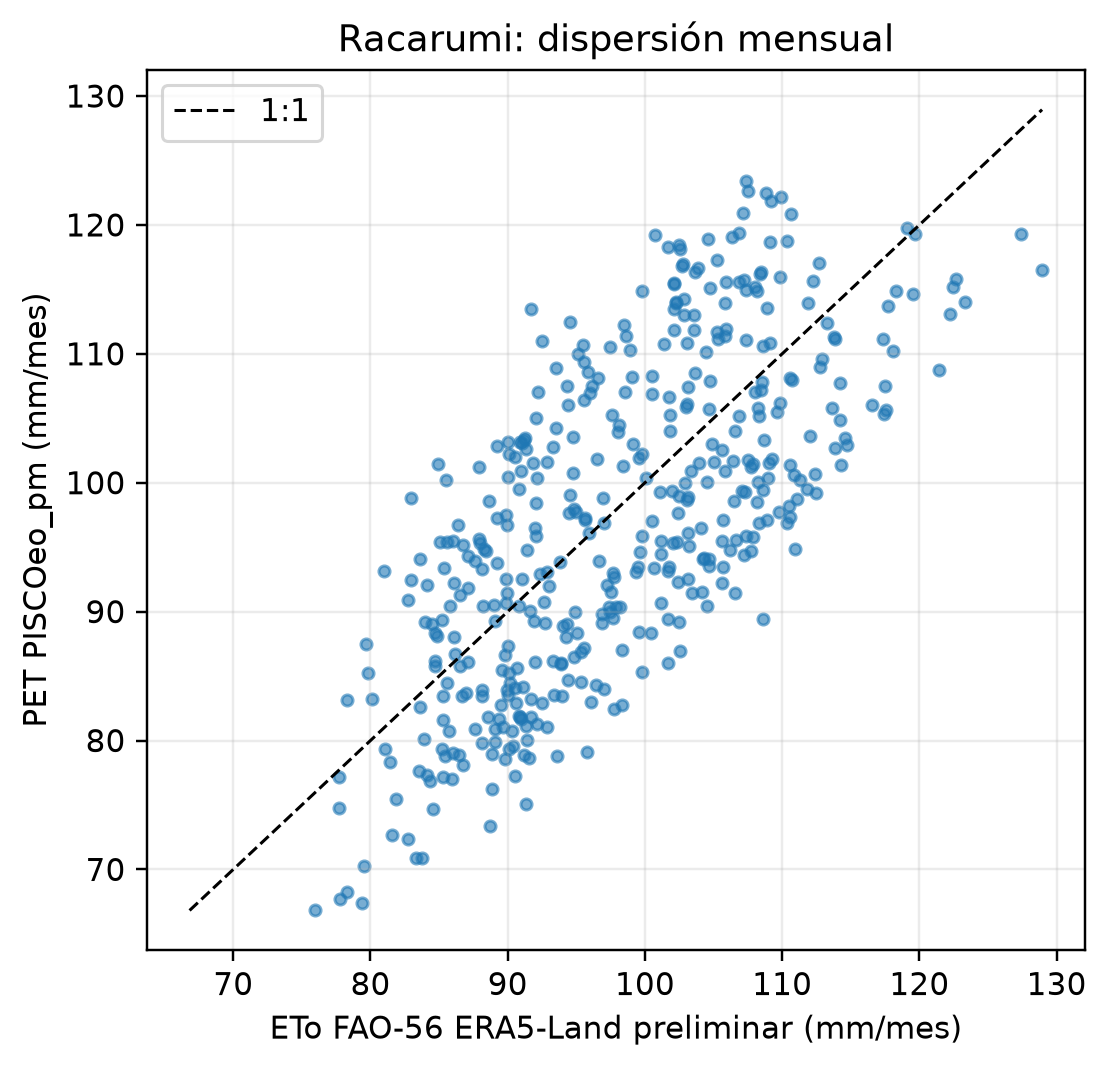 Racarumi: dispersión mensual
1:1
130
120
110
100
90
80
70
PET PISCOeo_pm (mm/mes)
70 80 90 100 110 120 130
ETo FAO-56 ERA5-Land preliminar (mm/mes)